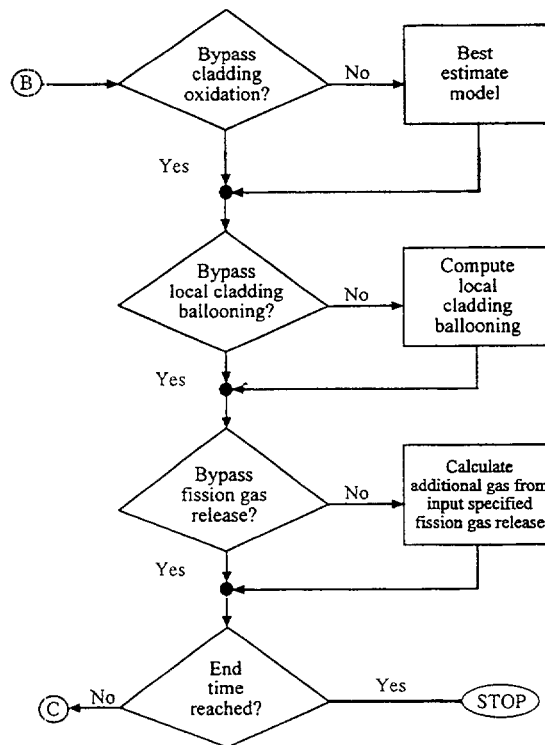 Bypass
cladding
oxidation?
B
No
Best
estimate
model
Yes
Bypass
local cladding
ballooning?
No
Compute
local
cladding
ballooning
Yes
Bypass
fission gas
release?
No
Calculate
additional gas from
input specified
fission gas release
Yes
End
time
reached?
No
C
Yes
STOP